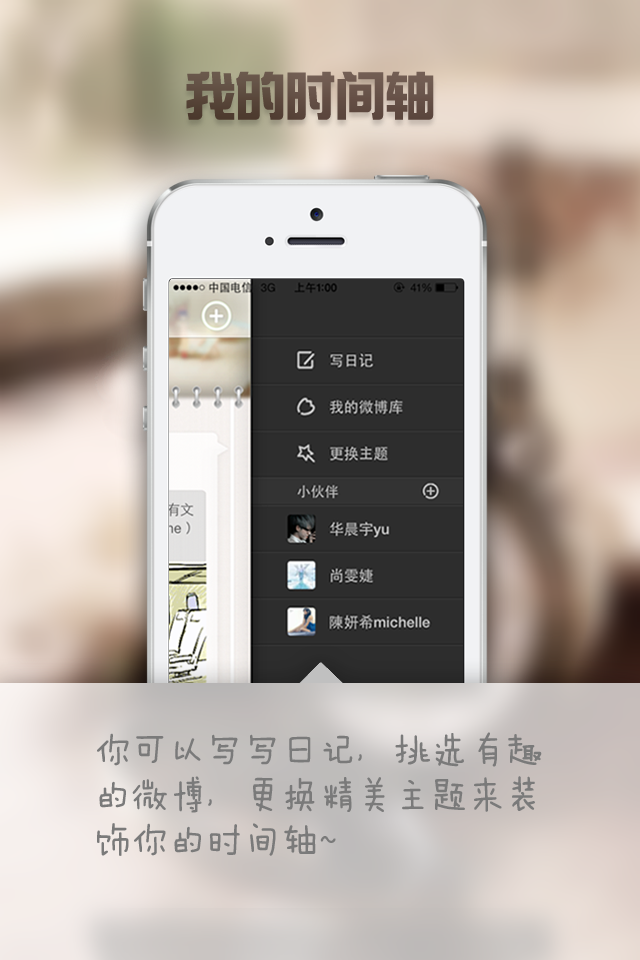 我的时间轴
中国电信 3G 上午1:00 41%
写日记
我的微博库
更换主题
小伙伴
有文
me )
华晨宇yu
尚雯婕
陳妍希michelle
你可以写写日记，挑选有趣
的微博，更换精美主题来装
饰你的时间轴~